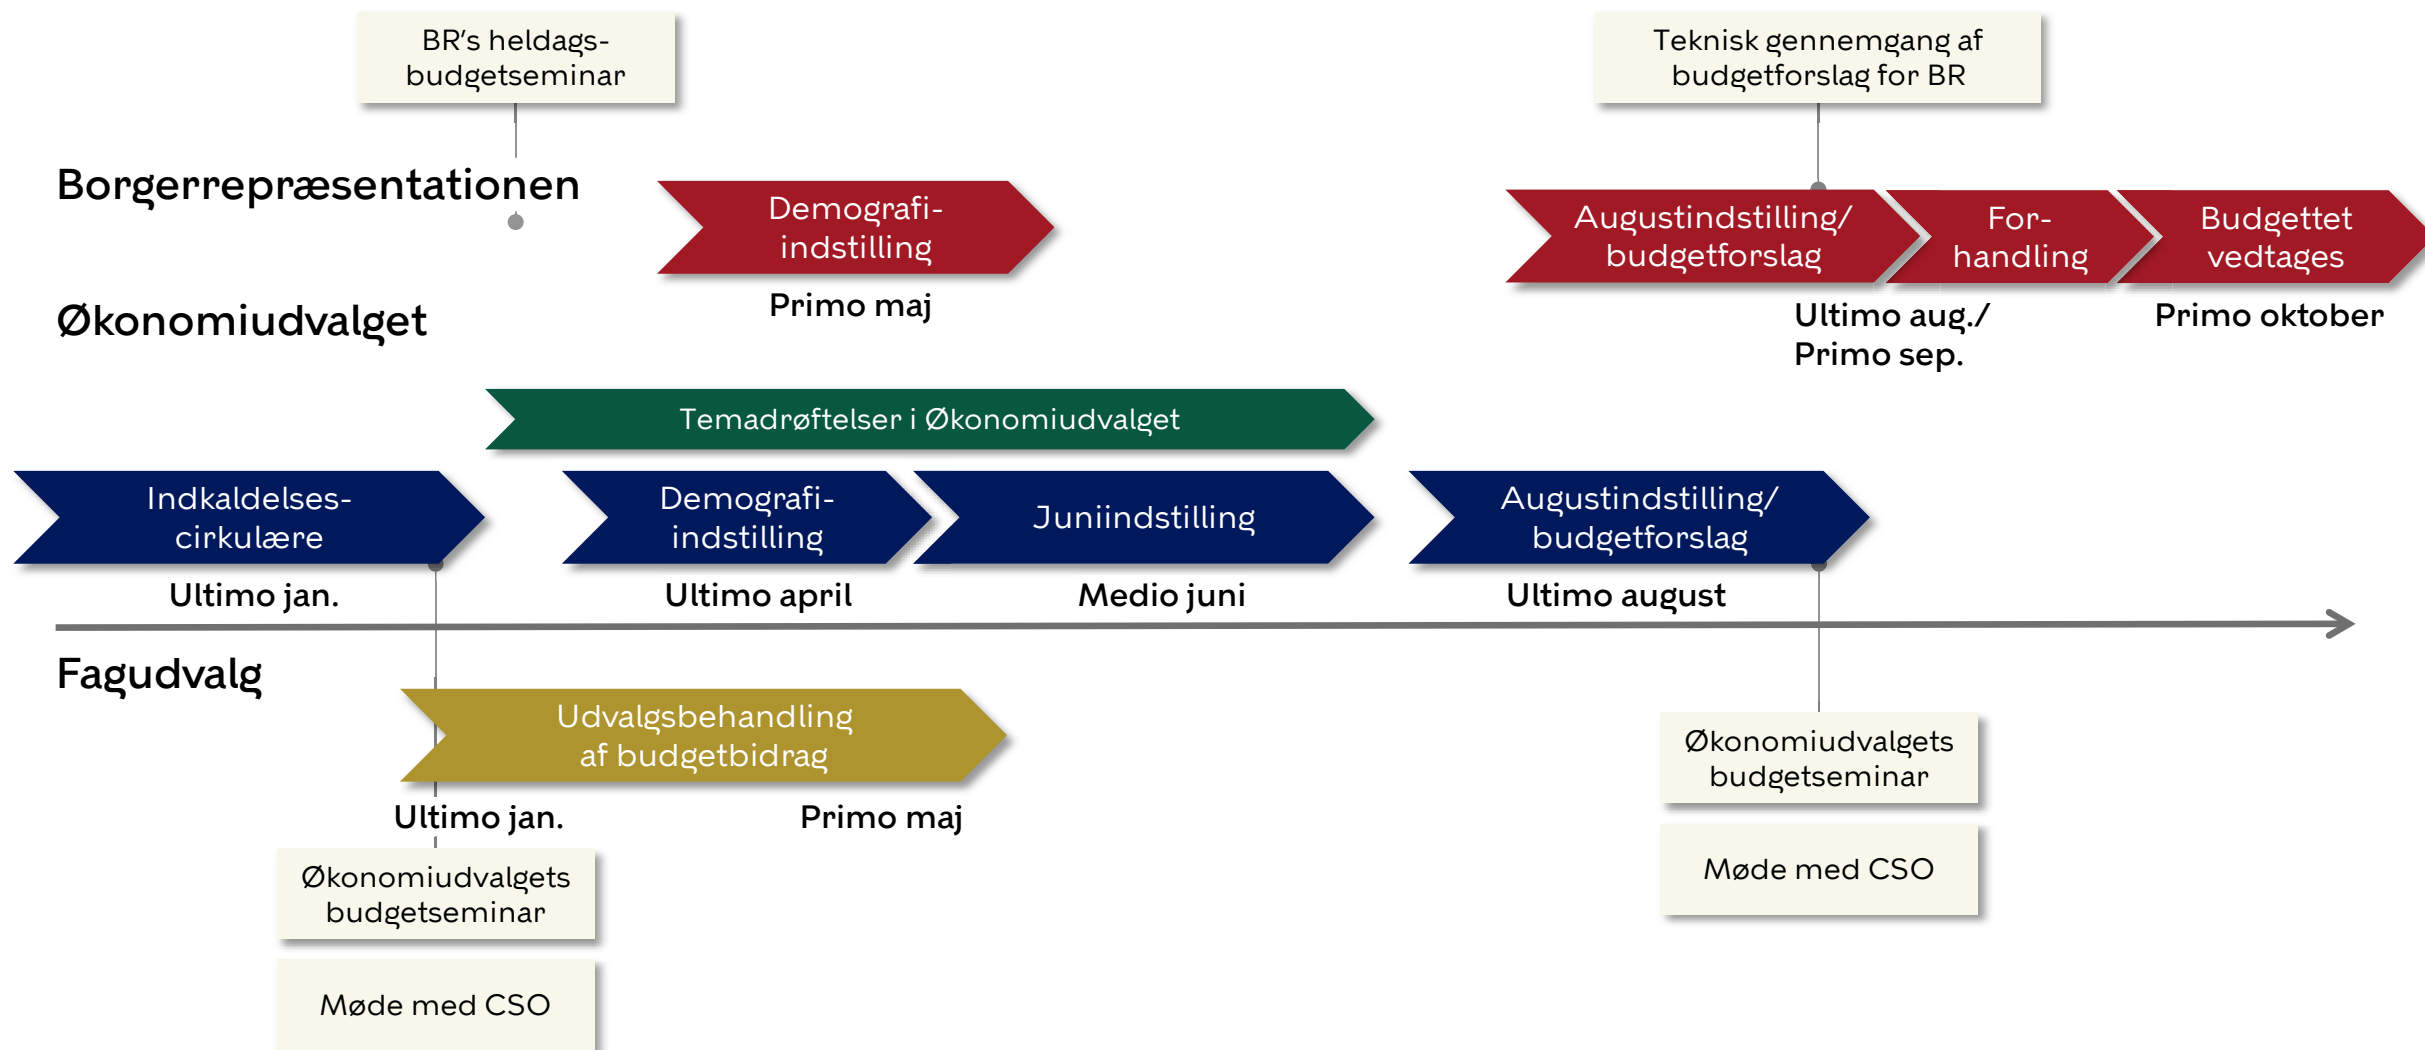 BR's heldags-
budgetseminar
Teknisk gennemgang af
budgetforslag for BR
Borgerrepræsentationen
Demografi-
indstilling
Primo maj
Augustindstilling/
budgetforslag
For-
handling
Budgettet
vedtages
Ultimo aug./
Primo sep.
Primo oktober
Økonomiudvalget
Temadrøftelser i Økonomiudvalget
Indkaldelses-
cirkulære
Demografi-
indstilling
Juniindstilling
Augustindstilling/
budgetforslag
Ultimo jan.
Ultimo april
Medio juni
Ultimo august
Fagudvalg
Udvalgsbehandling
af budgetbidrag
Ultimo jan.
Primo maj
Økonomiudvalgets
budgetseminar
Møde med CSO
Økonomiudvalgets
budgetseminar
Møde med CSO